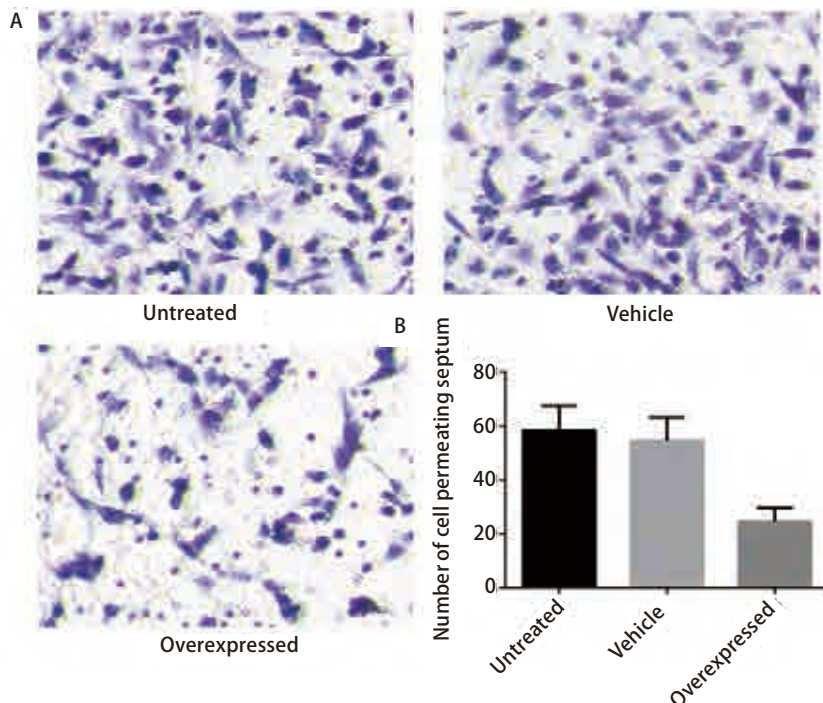 A
Untreated
Vehicle
Overexpressed
B
Number of cell permeating septum
80
60
40
20
0
Untreated
Vehicle
Overexpressed